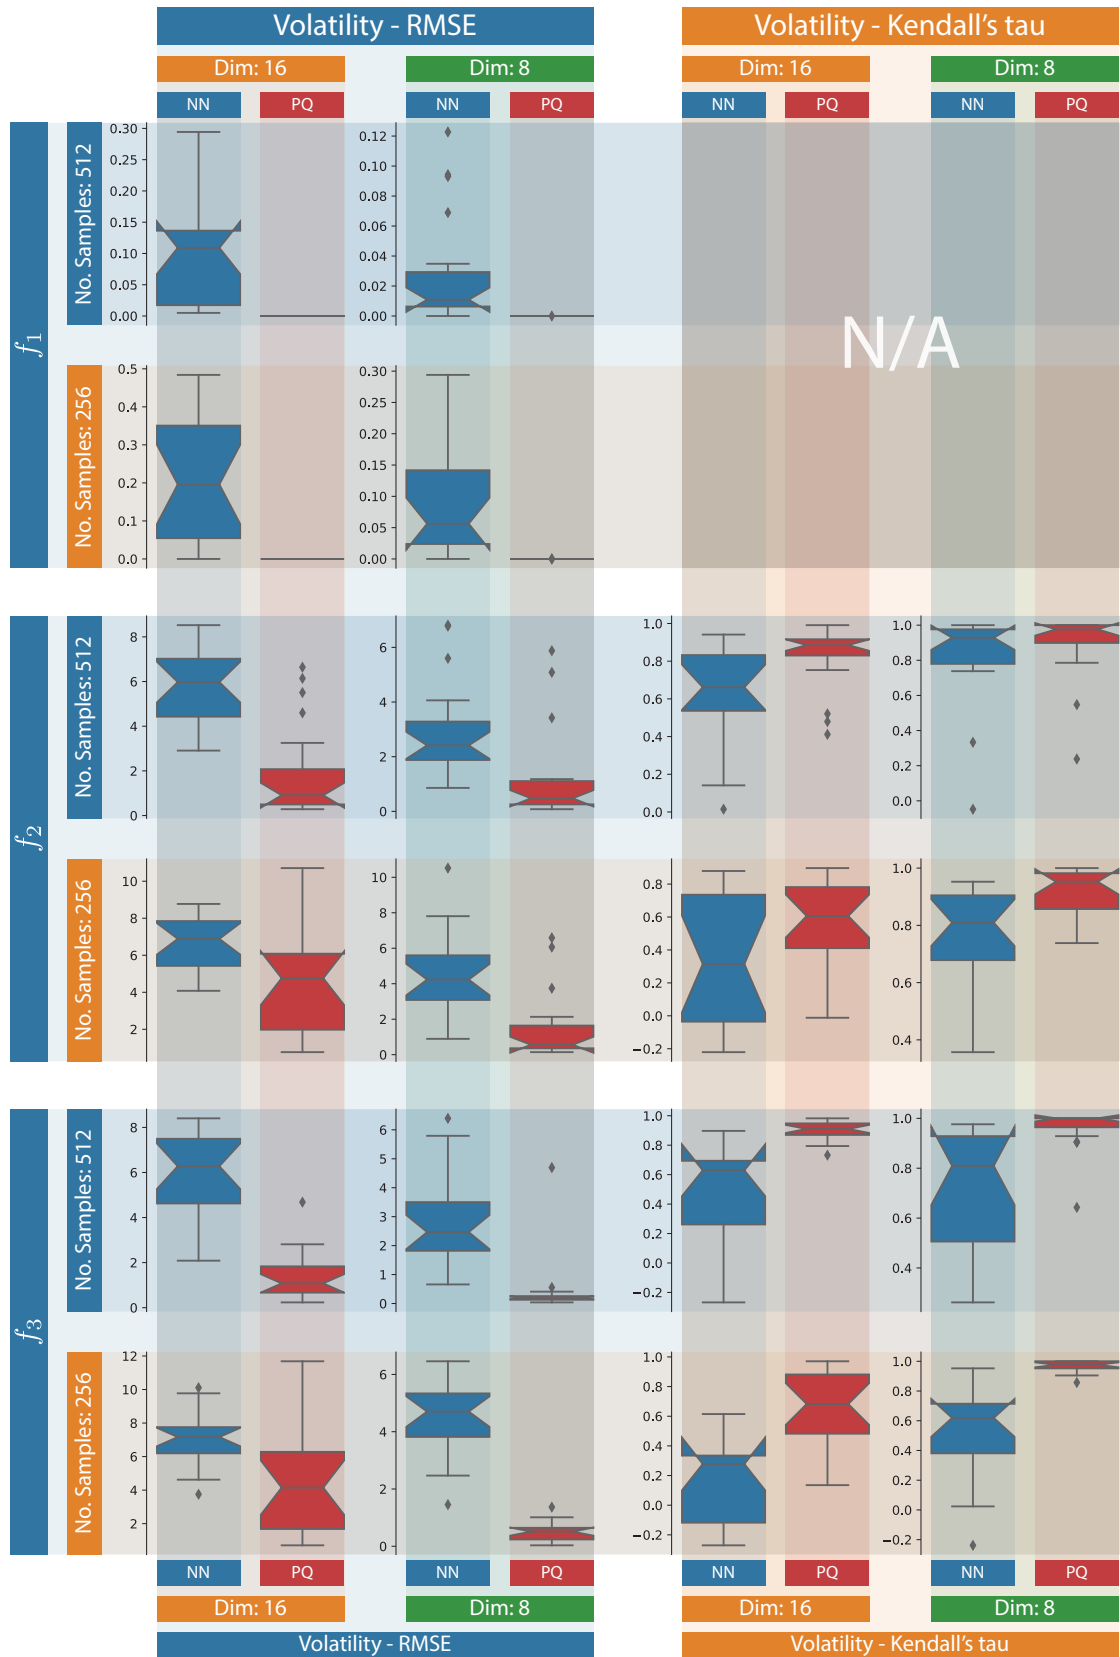 Volatility - RMSE Volatility - Kendall's tau
Dim: 16 Dim: 8 Dim: 16 Dim: 8
NN PQ NN PQ NN PQ NN PQ
f1
No. Samples: 512
0.30 0.25 0.20 0.15 0.10 0.05 0.00
0.12 0.10 0.08 0.06 0.04 0.02 0.00
N/A
No. Samples: 256
0.5 0.4 0.3 0.2 0.1 0.0
0.30 0.25 0.20 0.15 0.10 0.05 0.00
f2
No. Samples: 512
8 6 4 2 0
6 4 2 0
1.0 0.8 0.6 0.4 0.2 0.0
1.0 0.8 0.6 0.4 0.2 0.0
No. Samples: 256
10 8 6 4 2
10 8 6 4 2 0
0.8 0.6 0.4 0.2 0.0 −0.2
1.0 0.8 0.6 0.4
f3
No. Samples: 512
8 6 4 2 0
6 5 4 3 2 1 0
1.0 0.8 0.6 0.4 0.2 0.0 −0.2
1.0 0.8 0.6 0.4
No. Samples: 256
12 10 8 6 4 2
6 4 2 0
1.0 0.8 0.6 0.4 0.2 0.0 −0.2
1.0 0.8 0.6 0.4 0.2 0.0 −0.2
NN PQ NN PQ NN PQ NN PQ
Dim: 16 Dim: 8 Dim: 16 Dim: 8
Volatility - RMSE Volatility - Kendall's tau